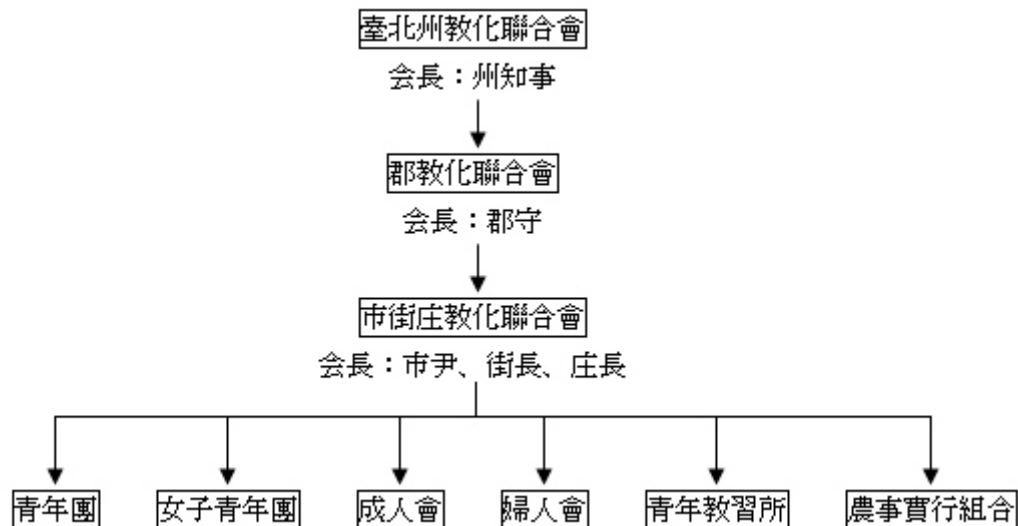 臺北州教化聯合會
会長：州知事
郡教化聯合會
会長：郡守
市街庄教化聯合會
会長：市尹、街長、庄長
青年團 女子青年團 成人會 婦人會 青年教習所 農事實行組合